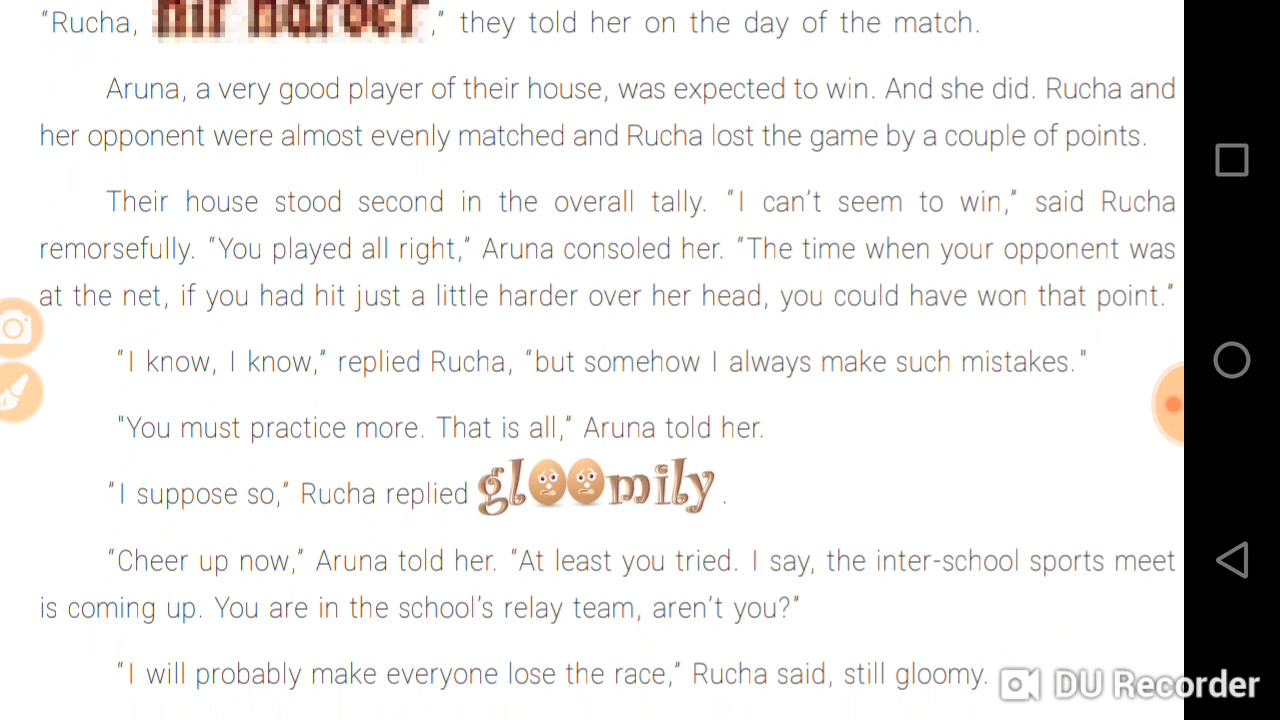 “Rucha, hit harder,” they told her on the day of the match.
Aruna, a very good player of their house, was expected to win. And she did. Rucha and
her opponent were almost evenly matched and Rucha lost the game by a couple of points.
Their house stood second in the overall tally. “I can’t seem to win,” said Rucha
remorsefully. “You played all right,” Aruna consoled her. “The time when your opponent was
at the net, if you had hit just a little harder over her head, you could have won that point.”
“I know, I know,” replied Rucha, “but somehow I always make such mistakes."
"You must practice more. That is all,” Aruna told her.
“I suppose so,” Rucha replied gloomily .
“Cheer up now,” Aruna told her. “At least you tried. I say, the inter-school sports meet
is coming up. You are in the school’s relay team, aren’t you?”
“I will probably make everyone lose the race,” Rucha said, still gloomy.
DU Recorder